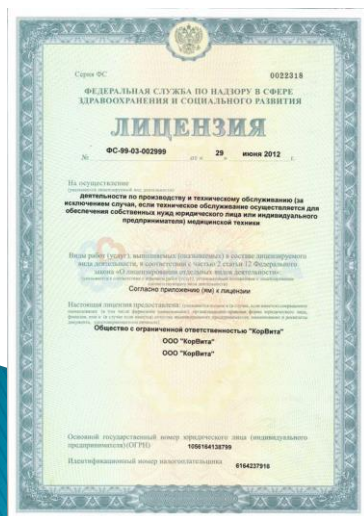 Серия ФС 0022318
ФЕДЕРАЛЬНАЯ СЛУЖБА ПО НАДЗОРУ В СФЕРЕ
ЗДРАВООХРАНЕНИЯ И СОЦИАЛЬНОГО РАЗВИТИЯ
ЛИЦЕНЗИЯ
№ ФС-99-03-002999 от « 29 » июня 2012 г.
На осуществление
деятельности по производству и техническому обслуживанию (за
исключением случая, если техническое обслуживание осуществляется для
обеспечения собственных нужд юридического лица или индивидуального
предпринимателя) медицинской техники
Виды работ (услуг), выполняемых (оказываемых) в составе лицензируемого
вида деятельности, в соответствии с частью 2 статьи 12 Федерального
закона «О лицензировании отдельных видов деятельности»:
Согласно приложению (ям) к лицензии
Настоящая лицензия предоставлена
Общество с ограниченной ответственностью "КорВита"
ООО "КорВита"
ООО "КорВита"
Основной государственный номер юридического лица (индивидуального
предпринимателя)(ОГРН) 1056164138799
Идентификационный номер налогоплательщика 6164237916